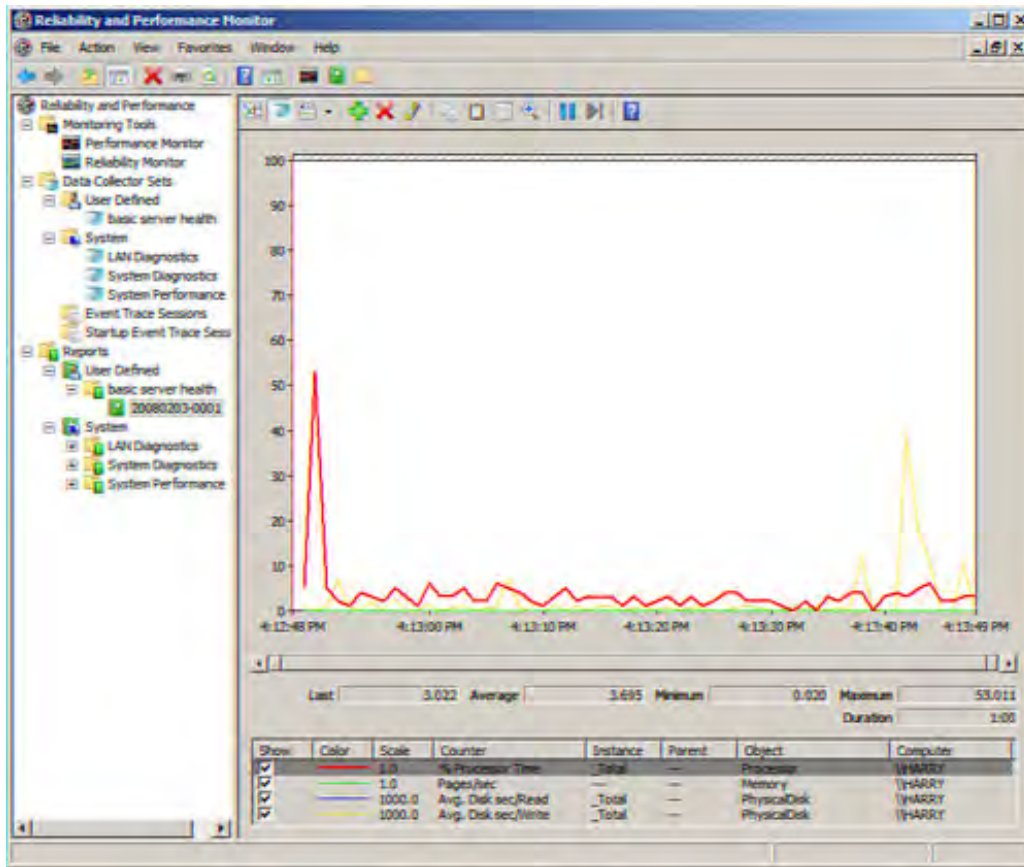 Reliability and Performance Monitor
File Action View Favorites Window Help
Reliability and Performance
Monitoring Tools
Performance Monitor
Reliability Monitor
Data Collector Sets
User Defined
basic server health
System
LAN Diagnostics
System Diagnostics
System Performance
Event Trace Sessions
Startup Event Trace Sess
Reports
User Defined
basic server health
20080203-0001
System
LAN Diagnostics
System Diagnostics
System Performance
100
90
80
70
60
50
40
30
20
10
0
4:12:48 PM 4:13:00 PM 4:13:10 PM 4:13:20 PM 4:13:30 PM 4:13:40 PM 4:13:49 PM
Last 3.022 Average 3.695 Minimum 0.020 Maximum 53.011
Duration 1:00
Show Color Scale Counter Instance Parent Object Computer
1.0 % Processor Time _Total --- Processor \\HARRY
1.0 Pages/sec --- --- Memory \\HARRY
1000.0 Avg. Disk sec/Read _Total --- PhysicalDisk \\HARRY
1000.0 Avg. Disk sec/Write _Total --- PhysicalDisk \\HARRY